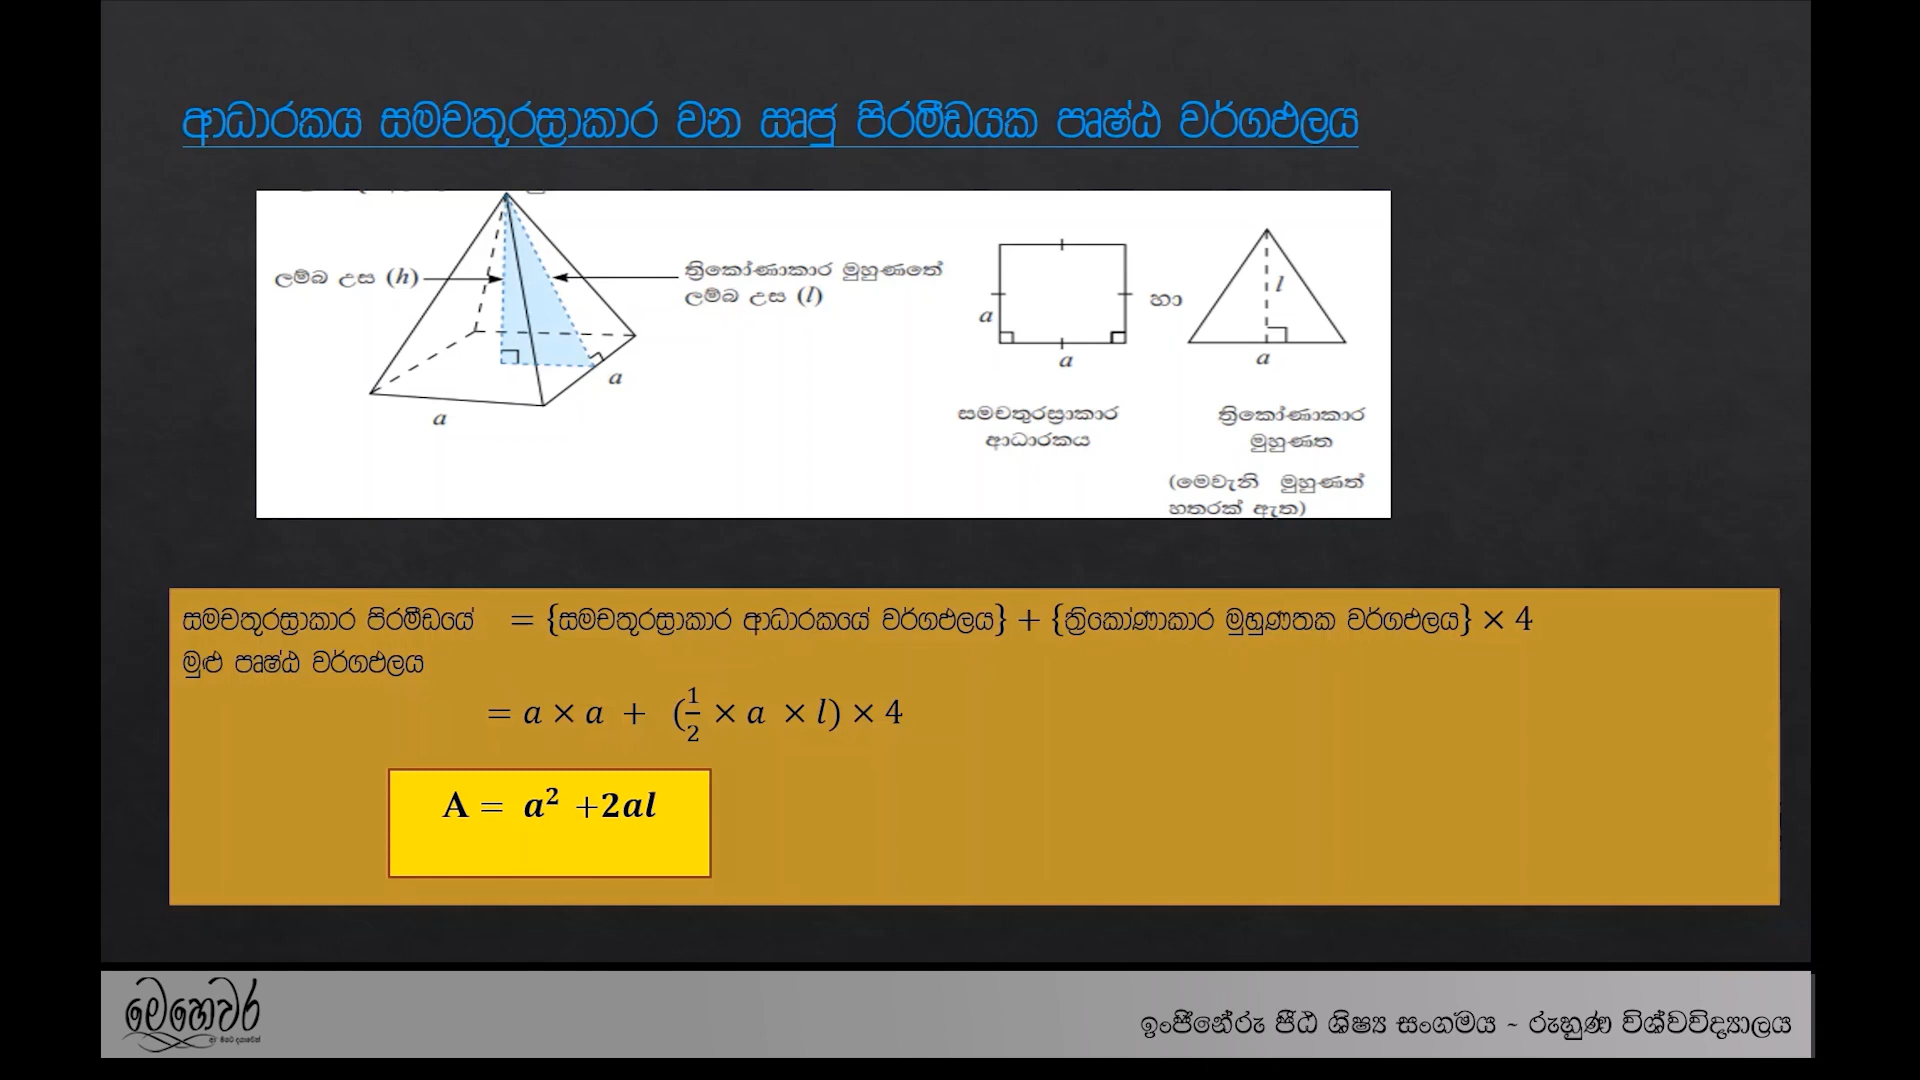 ආධාරකය සමචතුරස්‍රාකාර වන ඍජු පිරමීඩයක පෘෂ්ඨ වර්ගඵලය
ලම්බ උස (h)
ත්‍රිකෝණාකාර මුහුණතේ
ලම්බ උස (l)
a
a
a
a
හා
l
a
සමචතුරස්‍රාකාර
ආධාරකය
ත්‍රිකෝණාකාර
මුහුණත
(මෙවැනි මුහුණත්
හතරක් ඇත)
සමචතුරස්‍රාකාර පිරමීඩයේ = {සමචතුරස්‍රාකාර ආධාරකයේ වර්ගඵලය} + {ත්‍රිකෝණාකාර මුහුණතක වර්ගඵලය} × 4
මුළු පෘෂ්ඨ වර්ගඵලය
= a × a + (1/2 × a × l) × 4
A = a² +2al
මෙහෙවර
ඉංජිනේරු පීඨ ශිෂ්‍ය සංගමය ~ රුහුණ විශ්වවිද්‍යාලය